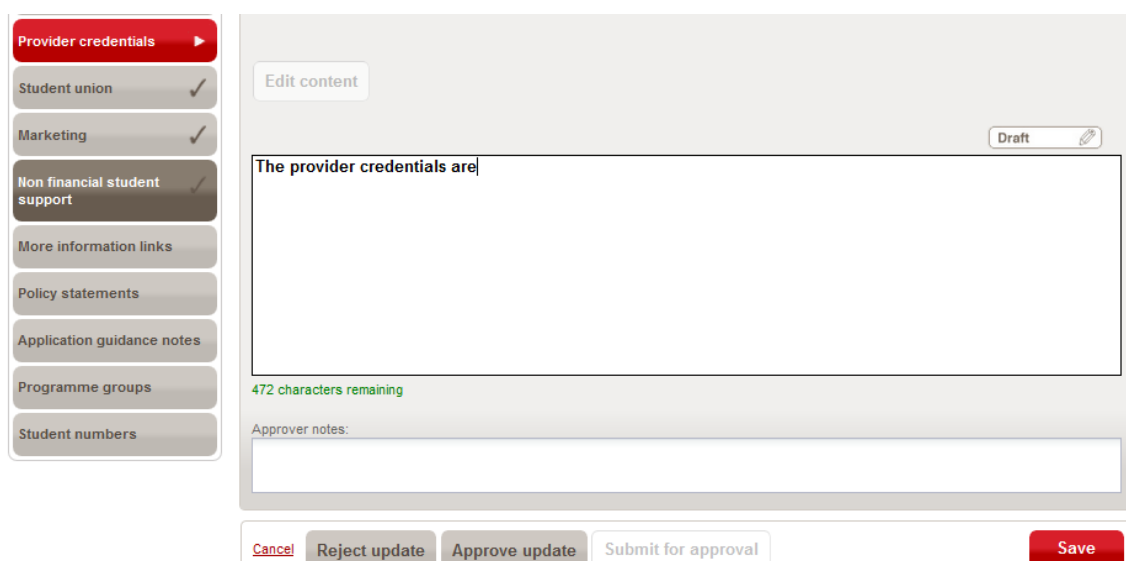 Provider credentials
Student union
Marketing
Non financial student
support
More information links
Policy statements
Application guidance notes
Programme groups
Student numbers
Edit content
Draft
The provider credentials are
472 characters remaining
Approver notes:
Cancel
Reject update
Approve update
Submit for approval
Save